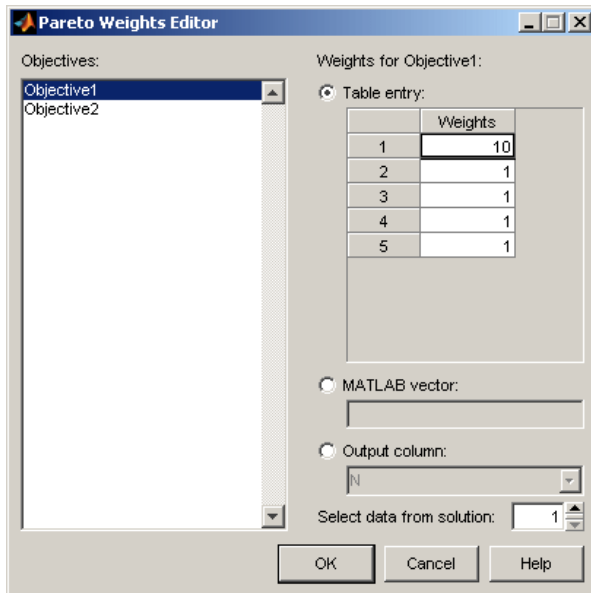 Pareto Weights Editor
Objectives:
Objective1
Objective2
Weights for Objective1:
Table entry:
Weights
1 10
2 1
3 1
4 1
5 1
MATLAB vector:
Output column:
N
Select data from solution: 1
OK Cancel Help